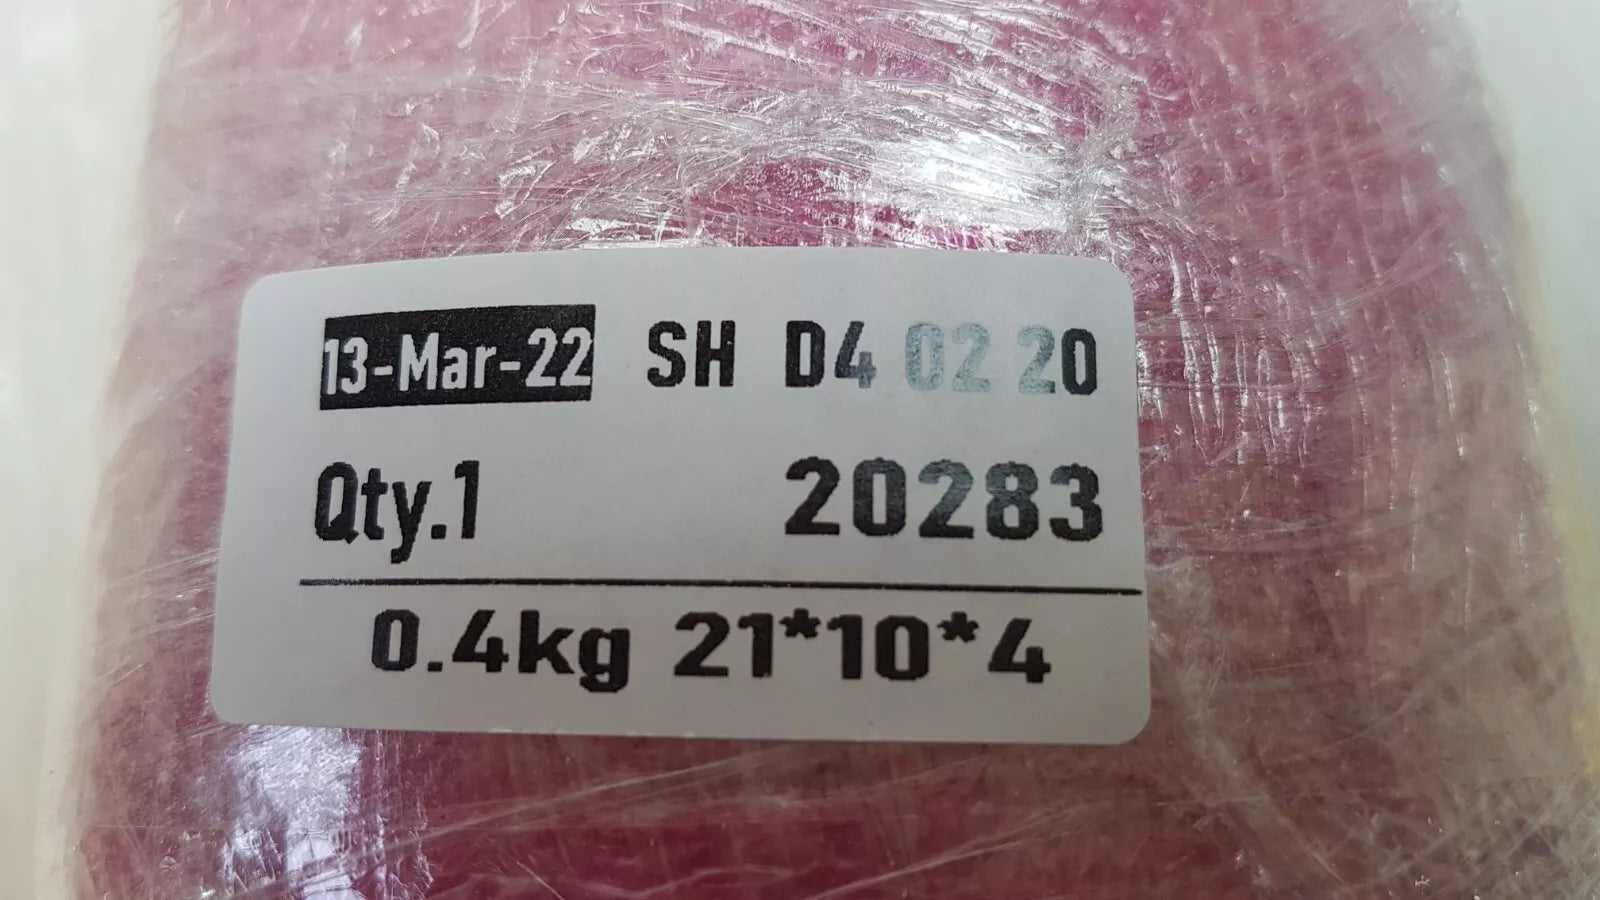 13-Mar-22 SH D4 02 20
Qty.1 20283
0.4kg 21*10*4